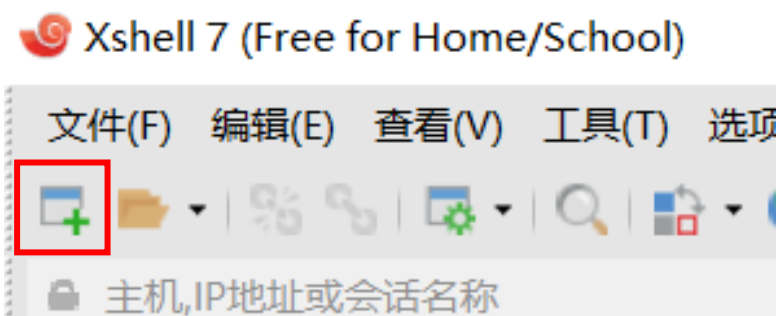 Xshell 7 (Free for Home/School)
文件(F) 编辑(E) 查看(V) 工具(T) 选项
主机,IP地址或会话名称